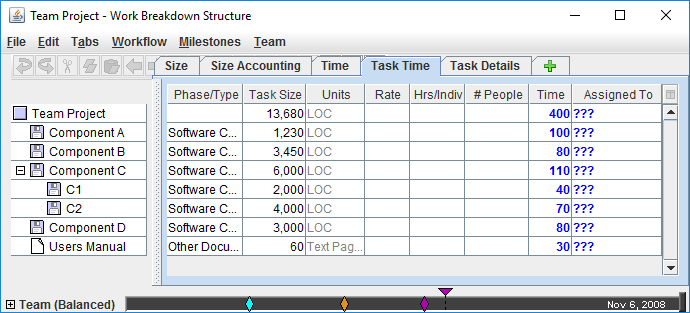 Team Project - Work Breakdown Structure
File Edit Tabs Workflow Milestones Team
Size Size Accounting Time Task Time Task Details
Phase/Type Task Size Units Rate Hrs/Indiv # People Time Assigned To
Team Project 13,680 LOC 400 ???
Component A Software C... 1,230 LOC 100 ???
Component B Software C... 3,450 LOC 80 ???
Component C Software C... 6,000 LOC 110 ???
C1 Software C... 2,000 LOC 40 ???
C2 Software C... 4,000 LOC 70 ???
Component D Software C... 3,000 LOC 80 ???
Users Manual Other Docu... 60 Text Pag... 30 ???
Team (Balanced) Nov 6, 2008